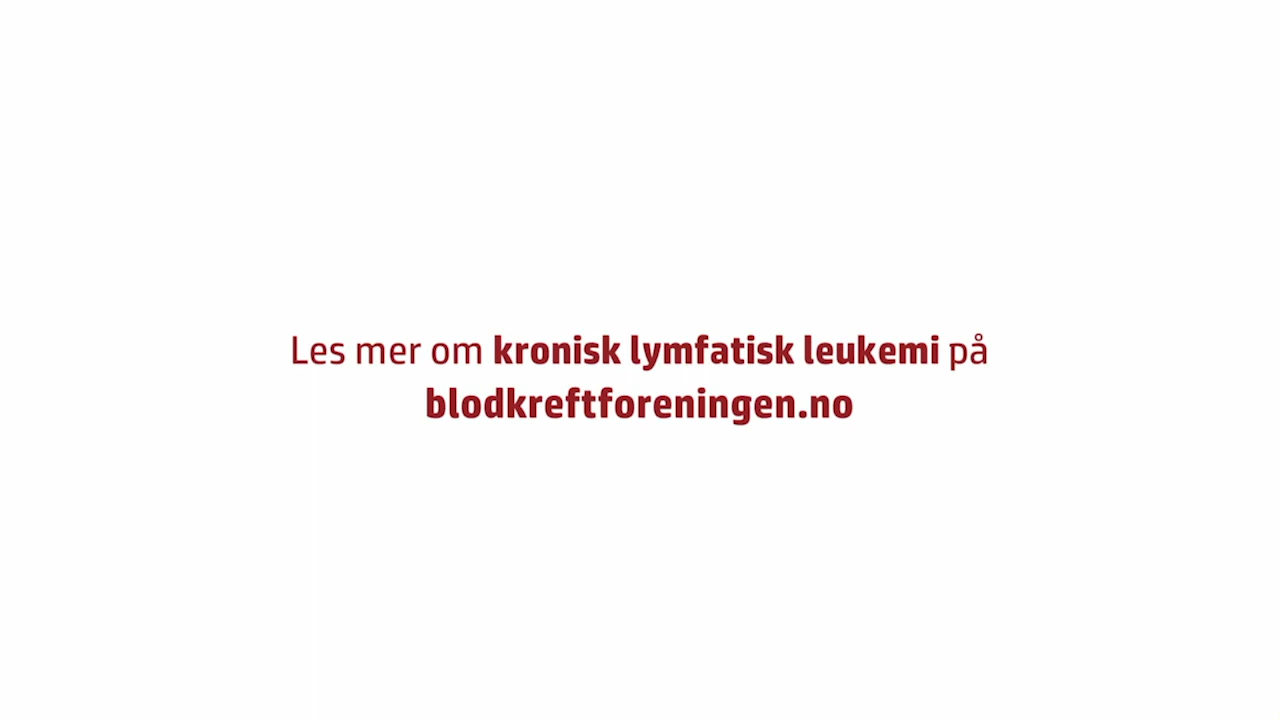 Les mer om kronisk lymfatisk leukemi på
blodkreftforeningen.no